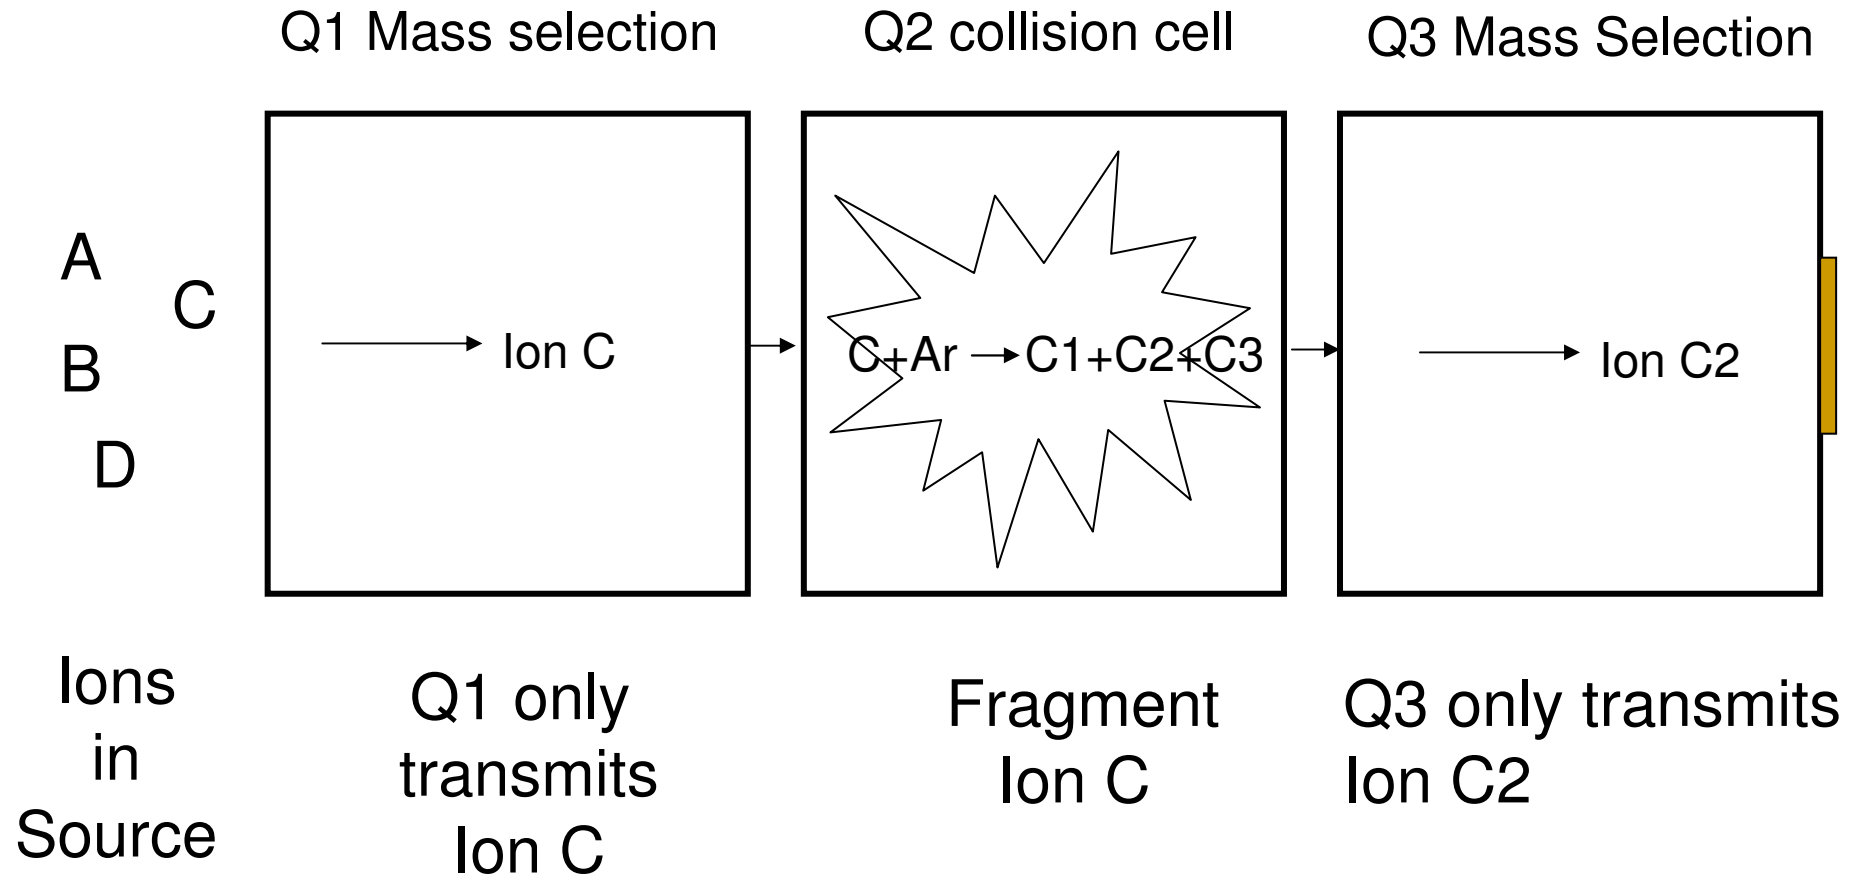 Q1 Mass selection
Q2 collision cell
Q3 Mass Selection
A
C
B
D
Ion C
C+Ar
C1+C2+C3
Ion C2
Ions
in
Source
Q1 only
transmits
Ion C
Fragment
Ion C
Q3 only transmits
Ion C2